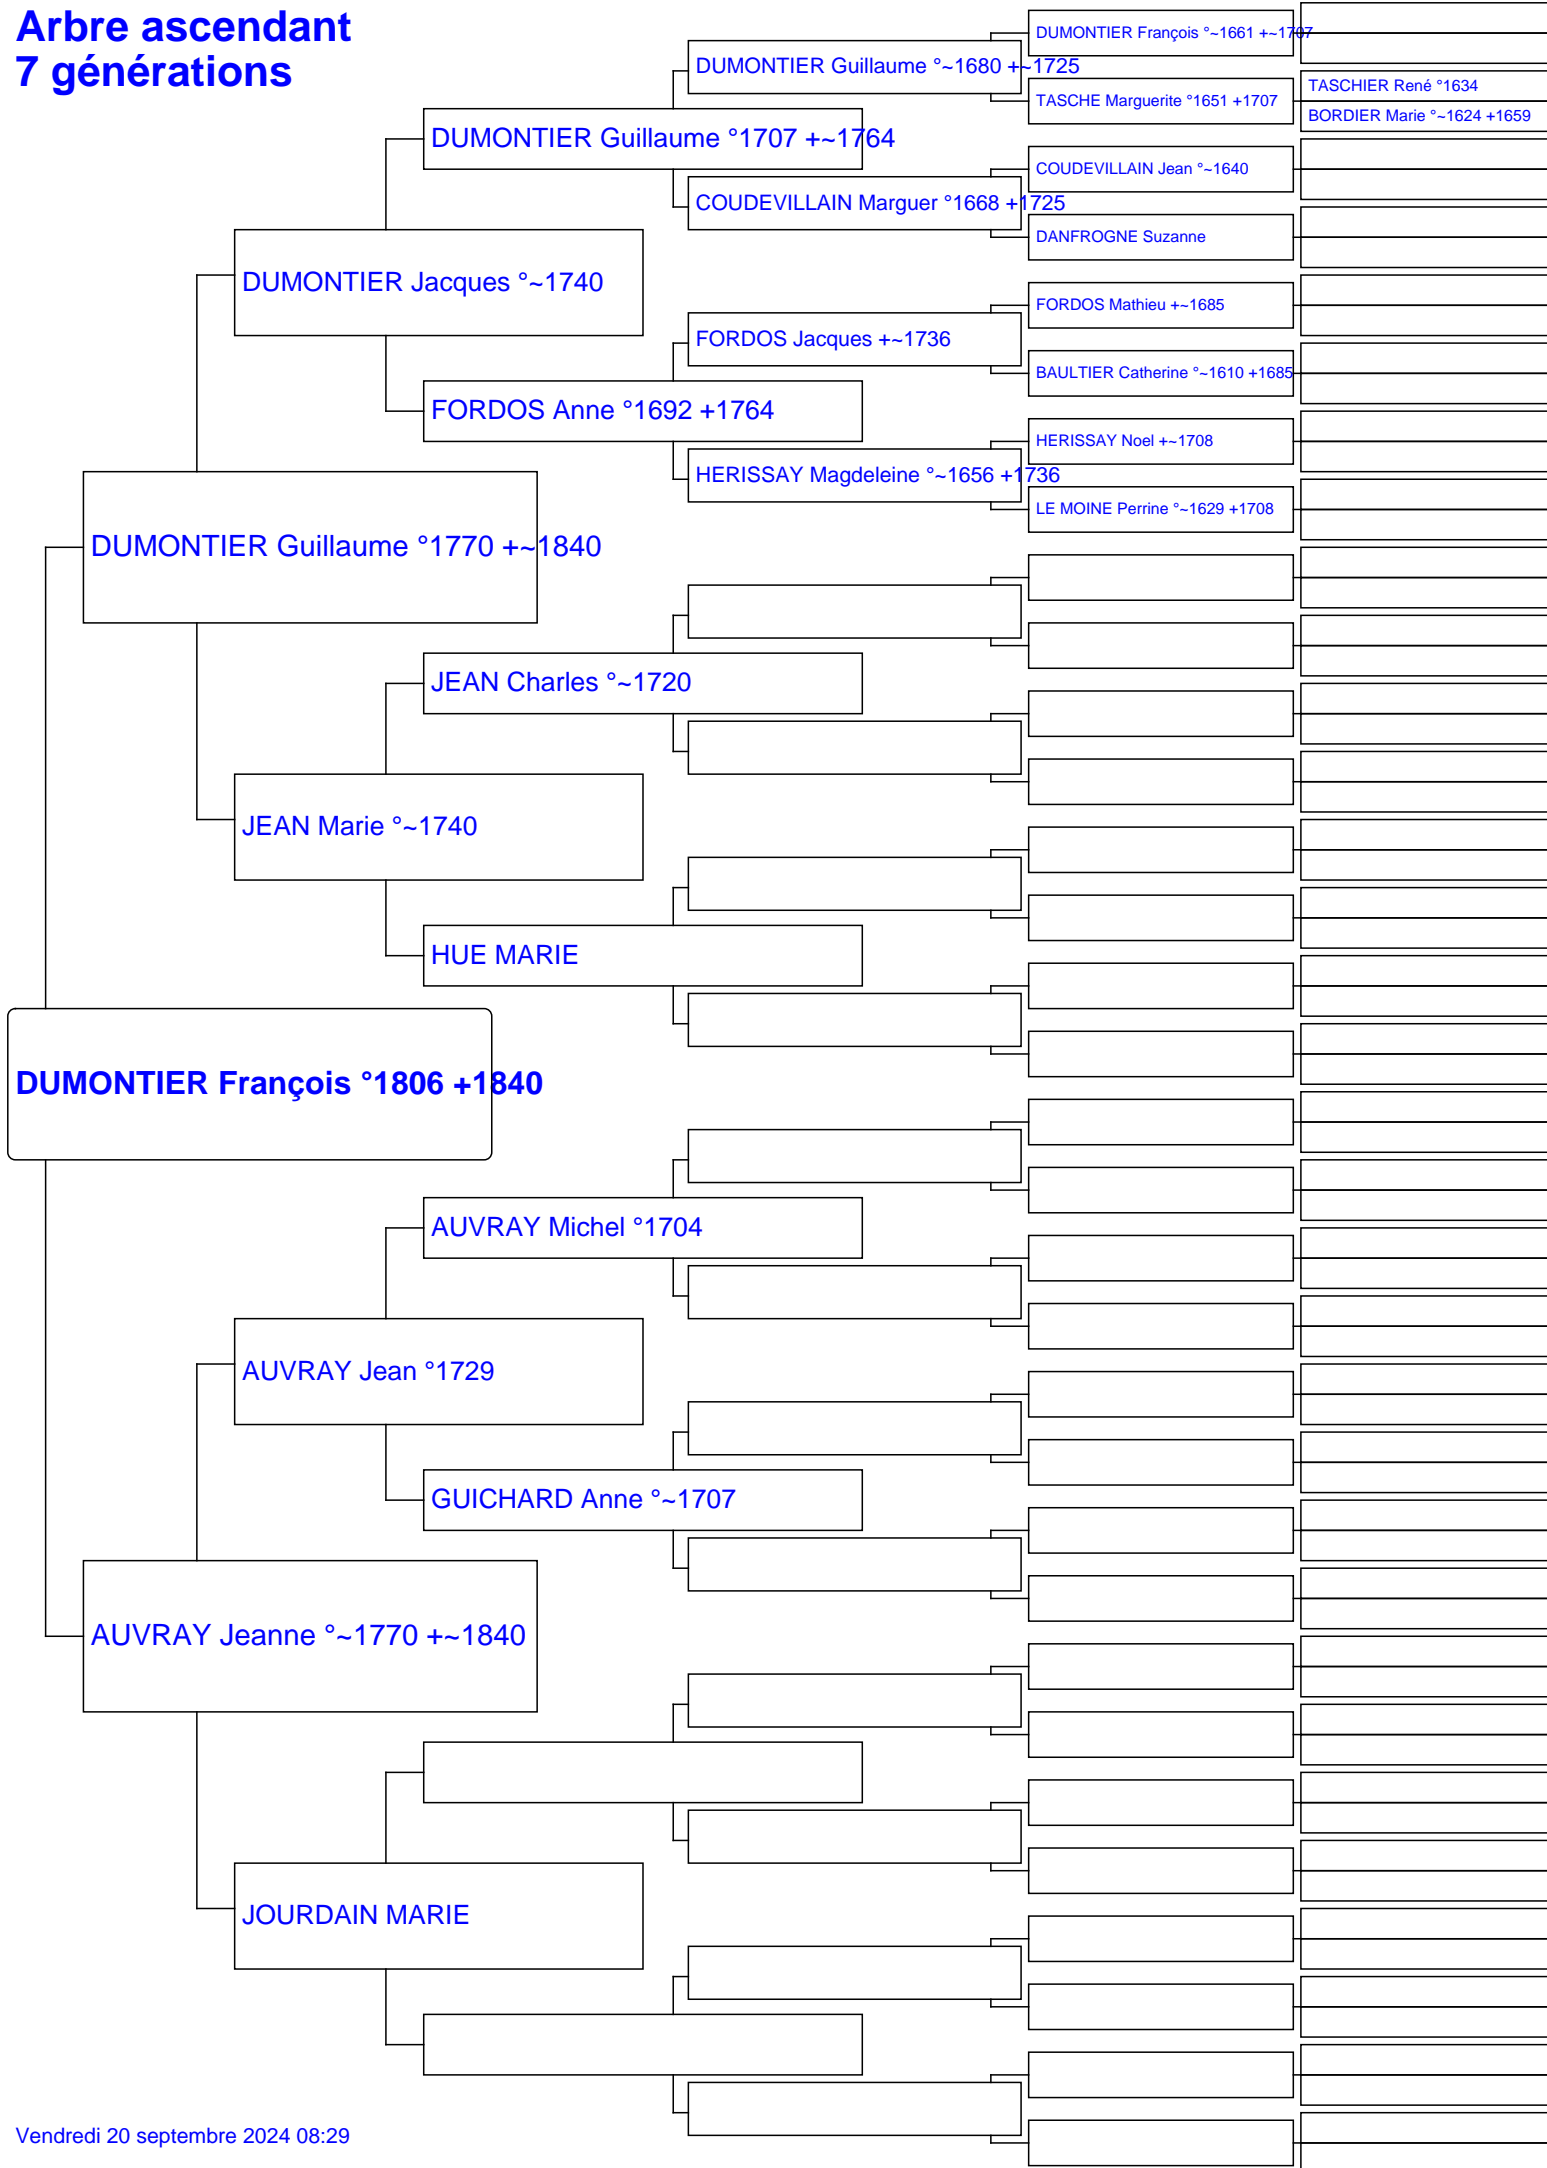 Arbre ascendant
7 générations
DUMONTIER François °~1661 +~1707
DUMONTIER Guillaume °~1680 +~1725
TASCHIER René °1634
TASCHE Marguerite °1651 +1707
BORDIER Marie °~1624 +1659
DUMONTIER Guillaume °1707 +~1764
COUDEVILLAIN Jean °~1640
COUDEVILLAIN Marguer °1668 +1725
DANFROGNE Suzanne
DUMONTIER Jacques °~1740
FORDOS Mathieu +~1685
FORDOS Jacques +~1736
BAULTIER Catherine °~1610 +1685
FORDOS Anne °1692 +1764
HERISSAY Noel +~1708
HERISSAY Magdeleine °~1656 +1736
LE MOINE Perrine °~1629 +1708
DUMONTIER Guillaume °1770 +~1840
JEAN Charles °~1720
JEAN Marie °~1740
HUE MARIE
DUMONTIER François °1806 +1840
AUVRAY Michel °1704
AUVRAY Jean °1729
GUICHARD Anne °~1707
AUVRAY Jeanne °~1770 +~1840
JOURDAIN MARIE
Vendredi 20 septembre 2024 08:29